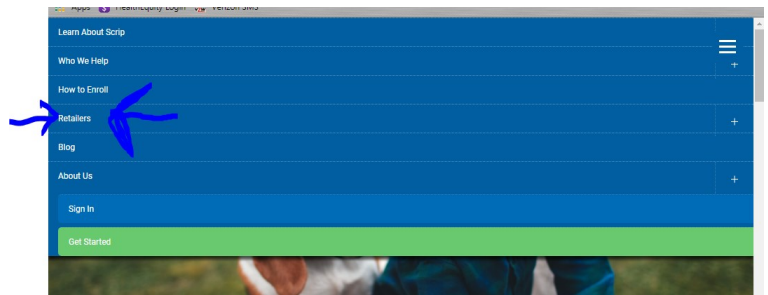 Apps HealthEquity Login Verizon SMS
Learn About Scrip
Who We Help
+
How to Enroll
Retailers
+
Blog
About Us
+
Sign In
Get Started